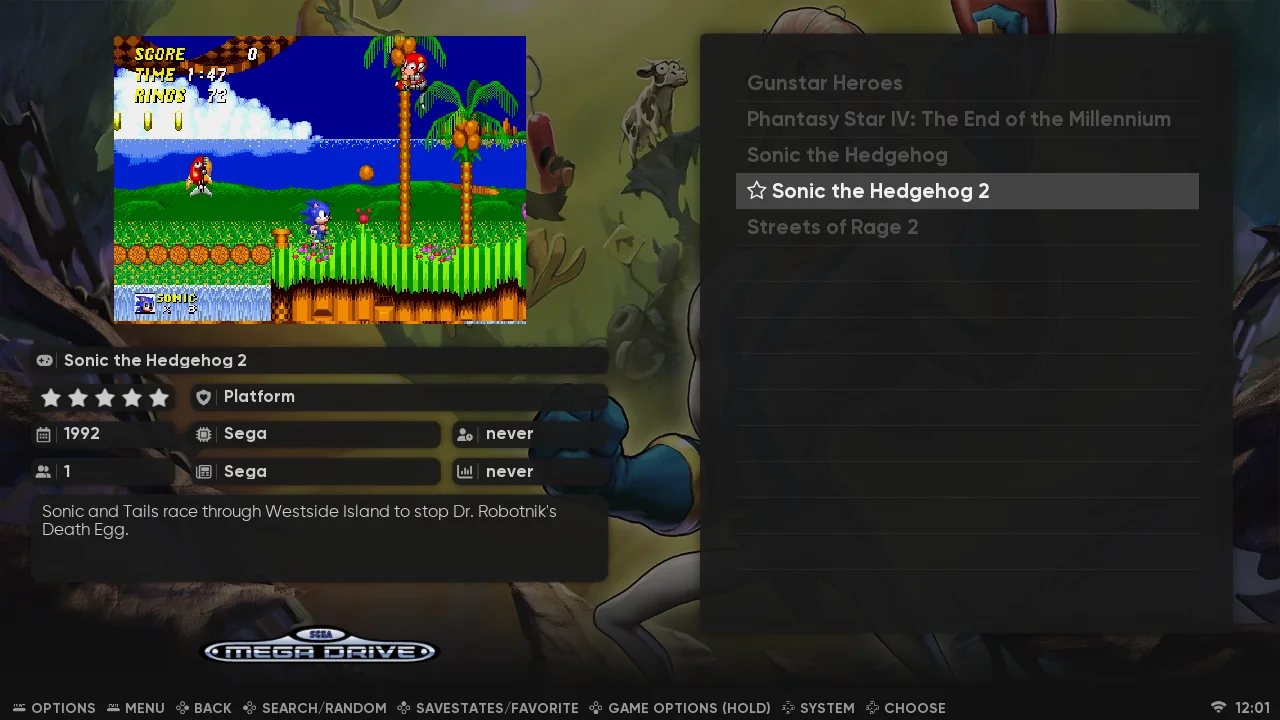 SCORE 0
TIME 1:47
RINGS 72
SONIC
Gunstar Heroes
Phantasy Star IV: The End of the Millennium
Sonic the Hedgehog
Sonic the Hedgehog 2
Streets of Rage 2
Sonic the Hedgehog 2
Platform
1992
Sega
never
1
Sega
never
Sonic and Tails race through Westside Island to stop Dr. Robotnik's
Death Egg.
SEGA
MEGA DRIVE
OPTIONS MENU BACK SEARCH/RANDOM SAVESTATES/FAVORITE GAME OPTIONS (HOLD) SYSTEM CHOOSE 12:01